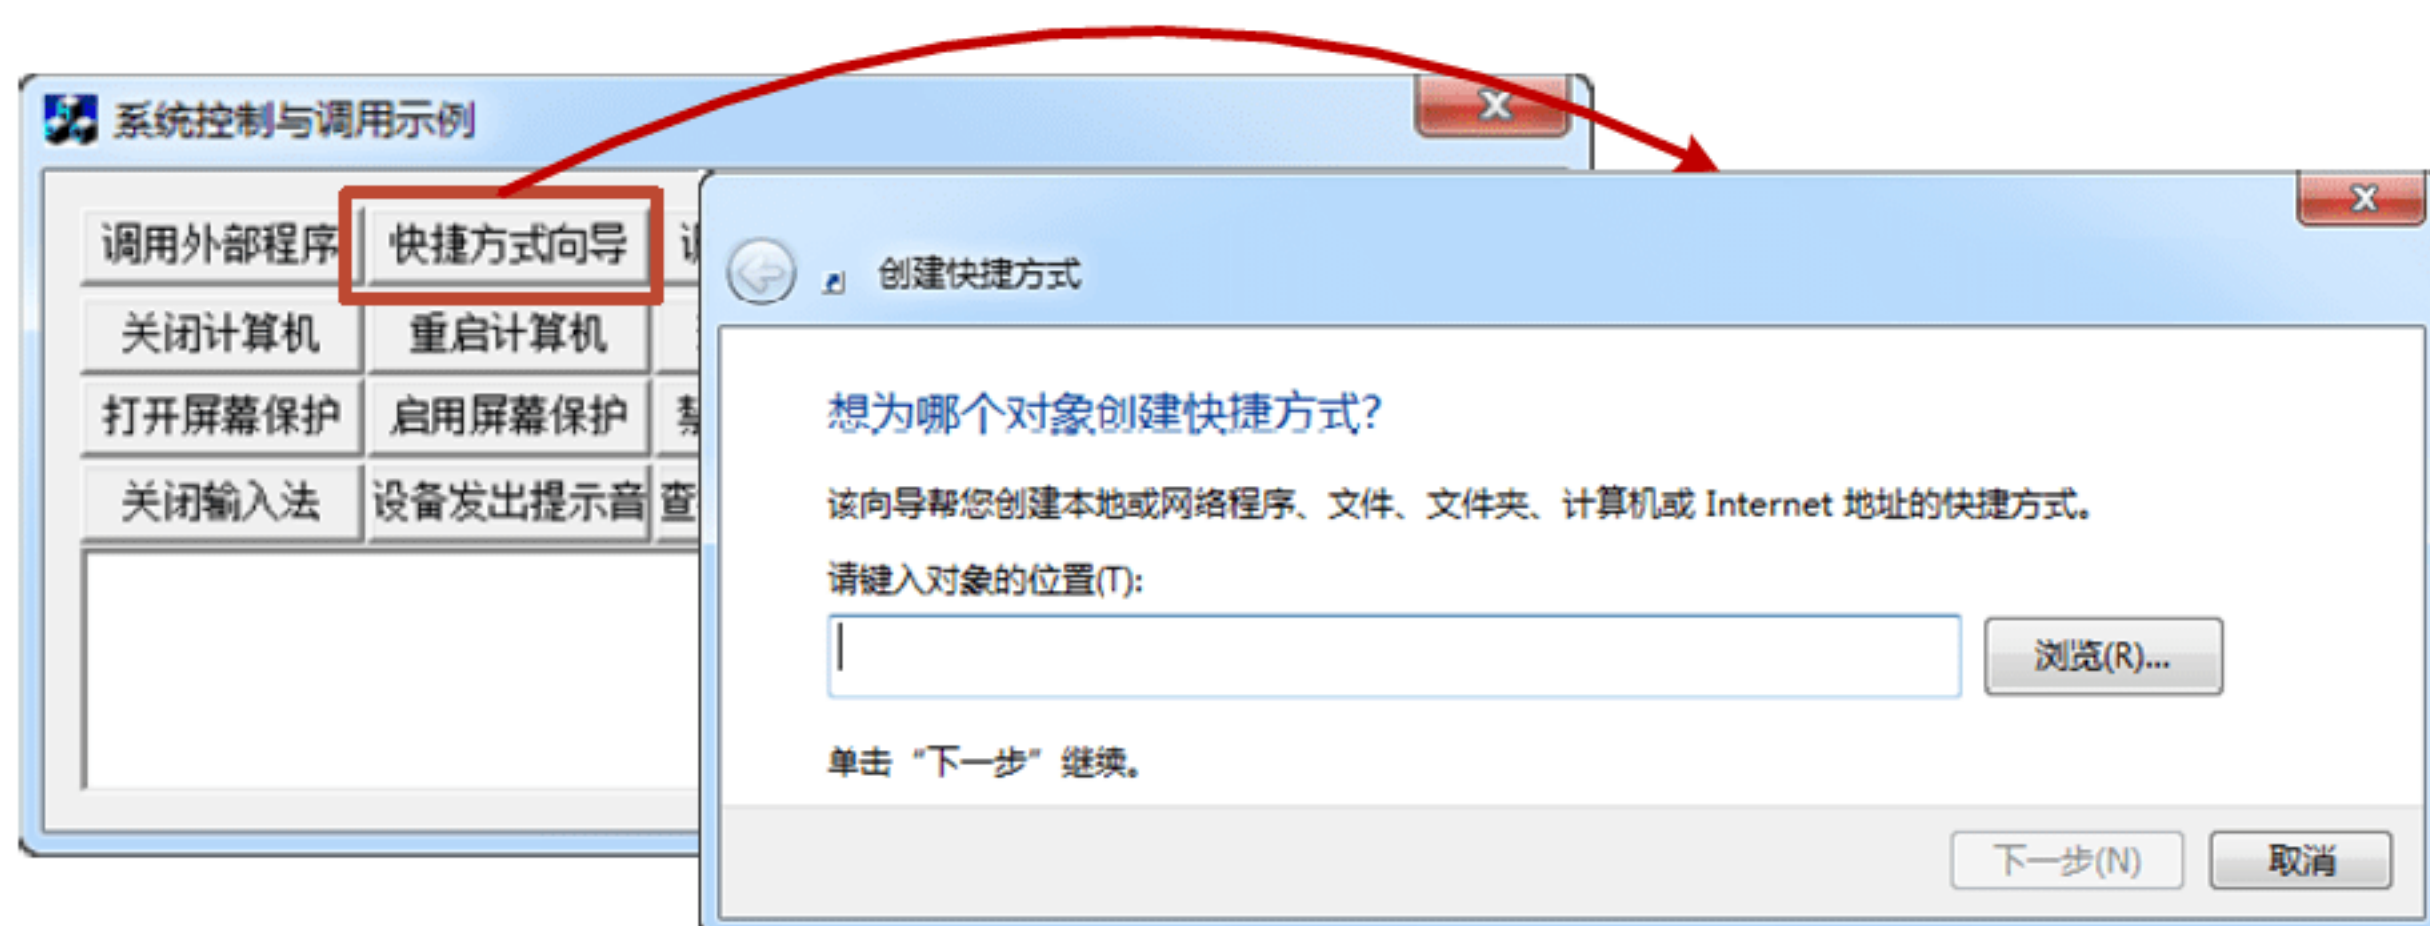 系统控制与调用示例
调用外部程序 快捷方式向导
关闭计算机 重启计算机
打开屏幕保护 启用屏幕保护
关闭输入法 设备发出提示音 查
创建快捷方式
想为哪个对象创建快捷方式?
该向导帮您创建本地或网络程序、文件、文件夹、计算机或 Internet 地址的快捷方式。
请键入对象的位置(T):
浏览(R)...
单击“下一步”继续。
下一步(N) 取消